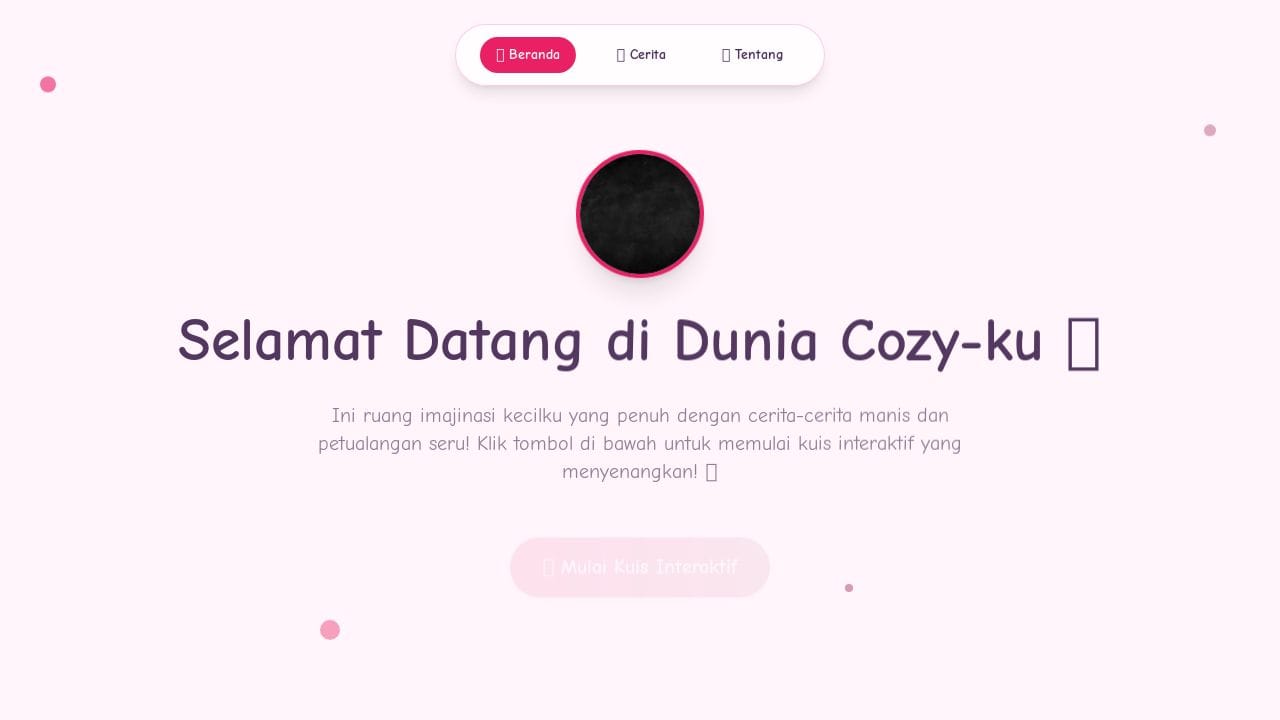 Beranda
Cerita
Tentang
Selamat Datang di Dunia Cozy-ku
Ini ruang imajinasi kecilku yang penuh dengan cerita-cerita manis dan
petualangan seru! Klik tombol di bawah untuk memulai kuis interaktif yang
menyenangkan!
Mulai Kuis Interaktif